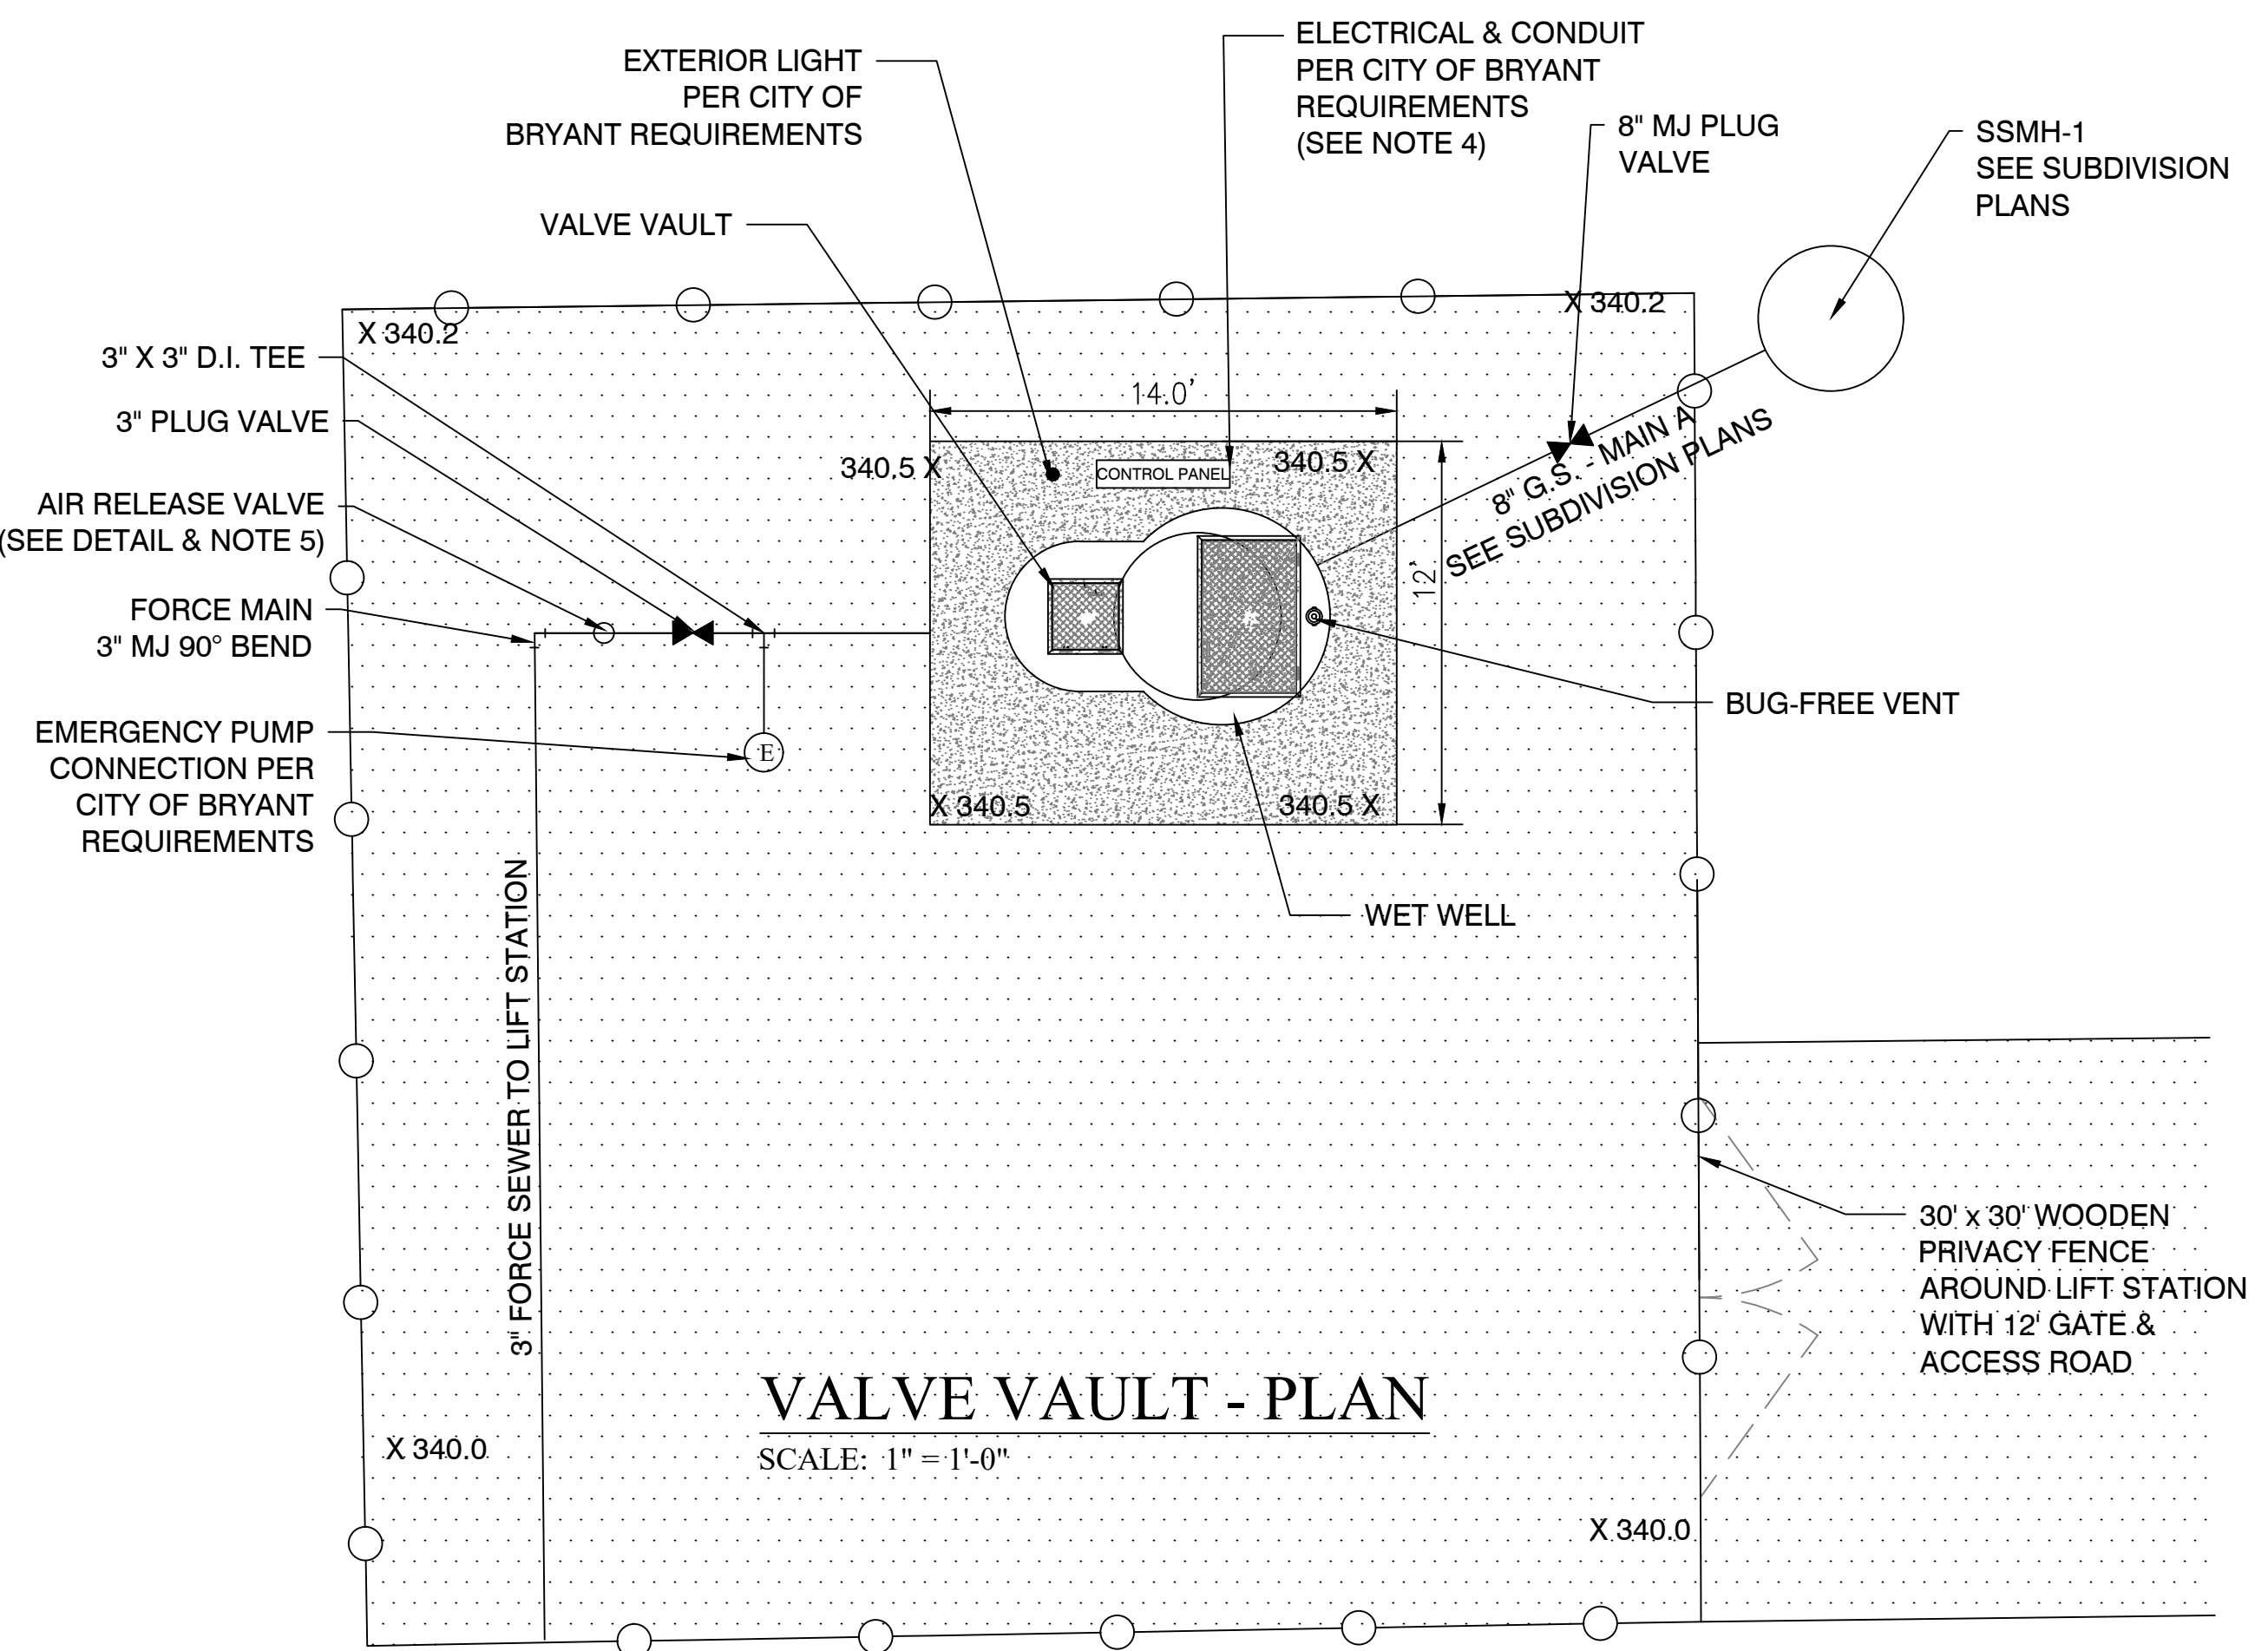 EXTERIOR LIGHT
PER CITY OF
BRYANT REQUIREMENTS
ELECTRICAL & CONDUIT
PER CITY OF BRYANT
REQUIREMENTS
(SEE NOTE 4)
8" MJ PLUG
VALVE
SSMH-1
SEE SUBDIVISION
PLANS
VALVE VAULT
X 340.2
X 340.2
3" X 3" D.I. TEE
3" PLUG VALVE
AIR RELEASE VALVE
(SEE DETAIL & NOTE 5)
FORCE MAIN
3" MJ 90° BEND
EMERGENCY PUMP
CONNECTION PER
CITY OF BRYANT
REQUIREMENTS
14.0'
340.5 X
CONTROL PANEL
340.5 X
12'
8" G.S. - MAIN A
SEE SUBDIVISION PLANS
E
X 340.5
340.5 X
BUG-FREE VENT
WET WELL
3" FORCE SEWER TO LIFT STATION
30' x 30' WOODEN
PRIVACY FENCE
AROUND LIFT STATION
WITH 12' GATE &
ACCESS ROAD
VALVE VAULT - PLAN
SCALE: 1" = 1'-0"
X 340.0
X 340.0